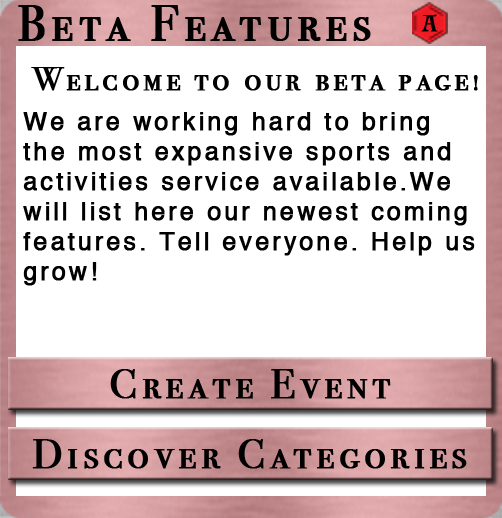 Beta Features A
Welcome to our beta page!
We are working hard to bring
the most expansive sports and
activities service available.We
will list here our newest coming
features. Tell everyone. Help us
grow!
Create Event
Discover Categories